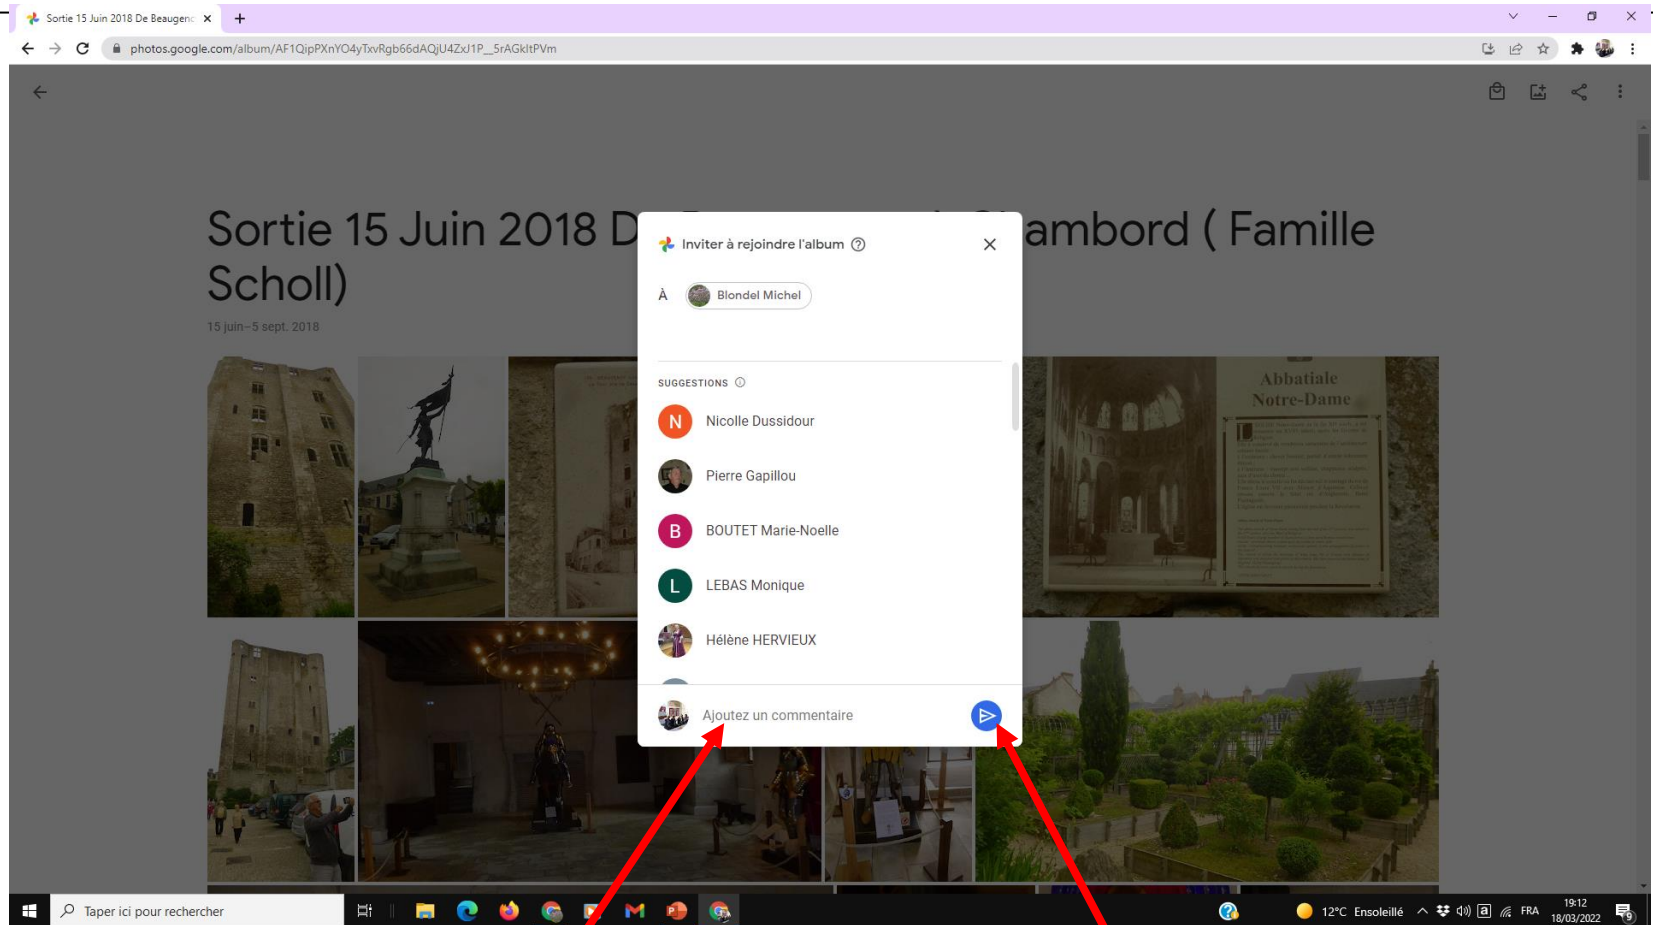 Sortie 15 Juin 2018 De Beaugenc
photos.google.com/album/AF1QipPXnYO4yTxvRgb66dAQjU4ZxJ1P__5rAGkItPVm
Sortie 15 Juin 2018 D
ambord ( Famille
Scholl)
15 juin–5 sept. 2018
Inviter à rejoindre l'album
À Blondel Michel
SUGGESTIONS
N Nicolle Dussidour
Pierre Gapillou
B BOUTET Marie-Noelle
L LEBAS Monique
Hélène HERVIEUX
Ajoutez un commentaire
Abbatiale
Notre-Dame
Taper ici pour rechercher
12°C Ensoleillé
FRA
19:12
18/03/2022
9